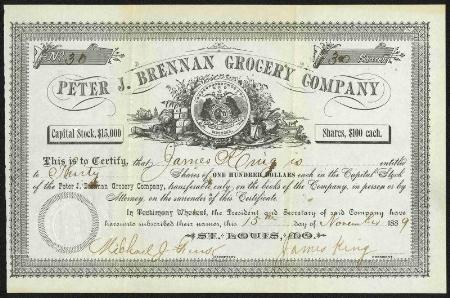 No 30 30 Shares
PETER J. BRENNAN GROCERY COMPANY
Capital Stock, $15,000 Shares, $100 each.
This is to Certify, that James King is entitled
to Thirty Shares of ONE HUNDRED DOLLARS each in the Capital Stock
of the Peter J. Brennan Grocery Company, transferable only, on the books of the Company, in person or by
Attorney, on the surrender of this Certificate.
In Testimony Whereof, the President and Secretary of said Company have
hereunto subscribed their names, this 15th day of November 1889
ST. LOUIS, MO.
Michael J. James King